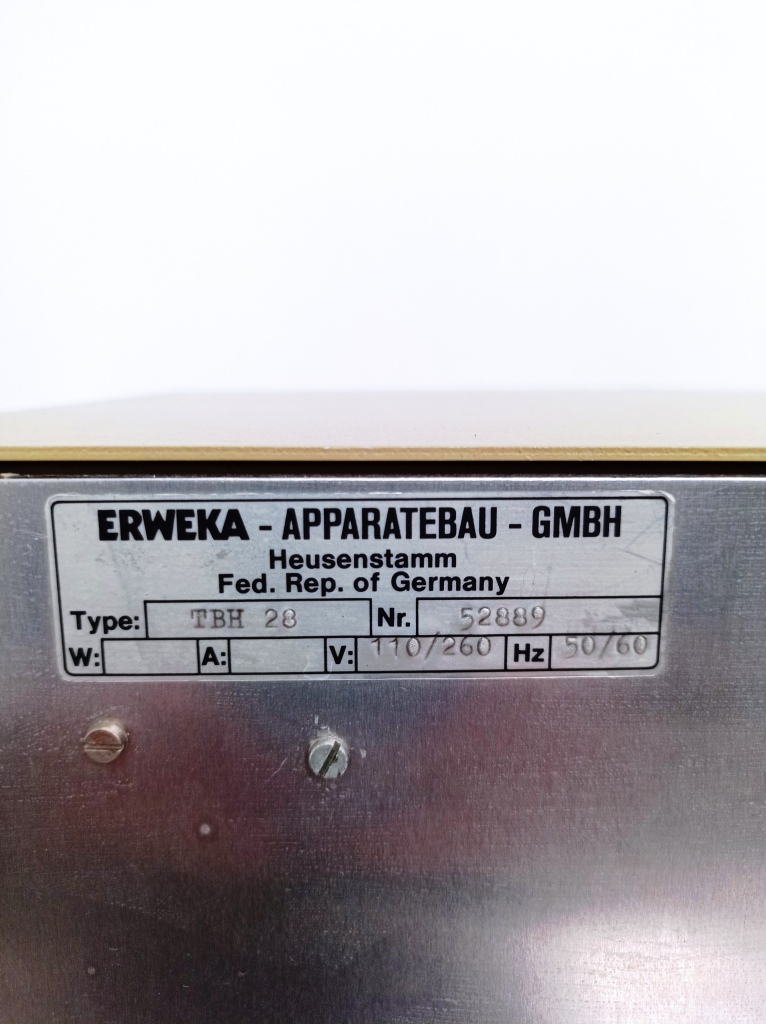 ERWEKA - APPARATEBAU - GMBH
Heusenstamm
Fed. Rep. of Germany
Type: TBH 28 Nr. 52889
W: A: V: 110/260 Hz 50/60